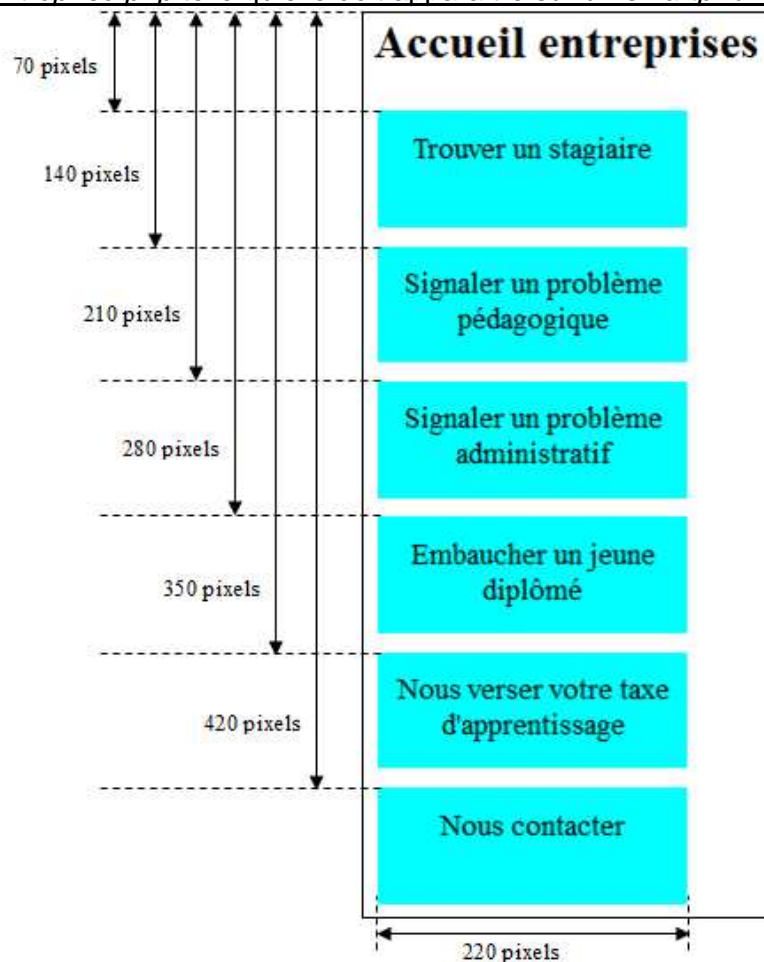 Accueil entreprises
70 pixels
Trouver un stagiaire
140 pixels
Signaler un problème
pédagogique
210 pixels
Signaler un problème
administratif
280 pixels
Embaucher un jeune
diplômé
350 pixels
Nous verser votre taxe
d'apprentissage
420 pixels
Nous contacter
220 pixels